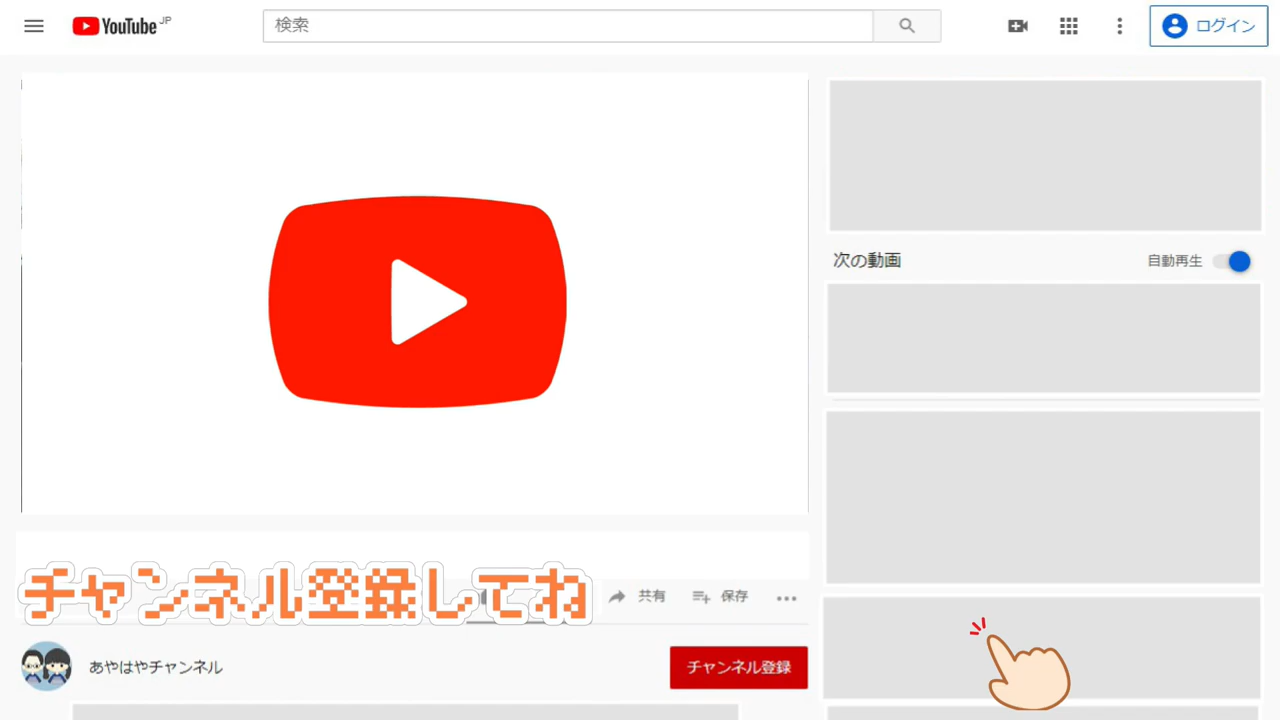 YouTube JP
検索
ログイン
次の動画
自動再生
チャンネル登録してね
共有
保存
あやはやチャンネル
チャンネル登録